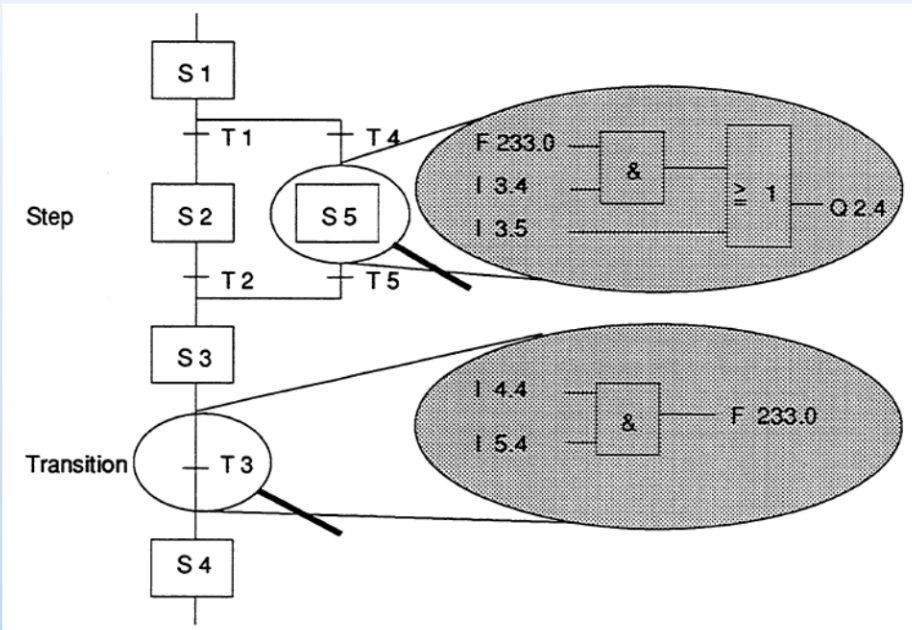 S 1
T 1
T 4
F 233.0
&
I 3.4
≥ 1
Q 2.4
I 3.5
Step
S 2
S 5
T 2
T 5
S 3
I 4.4
&
F 233.0
I 5.4
Transition
T 3
S 4